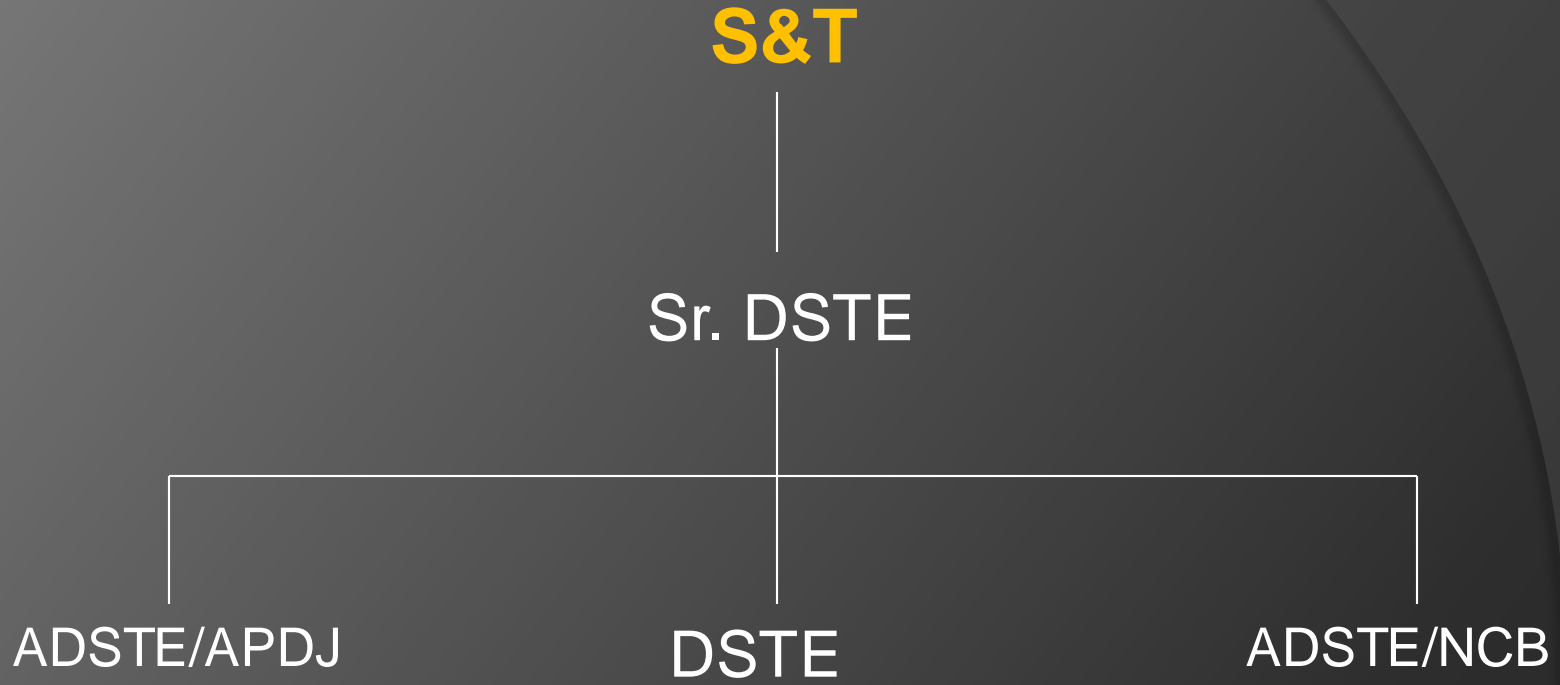 S&T
Sr. DSTE
ADSTE/APDJ
DSTE
ADSTE/NCB